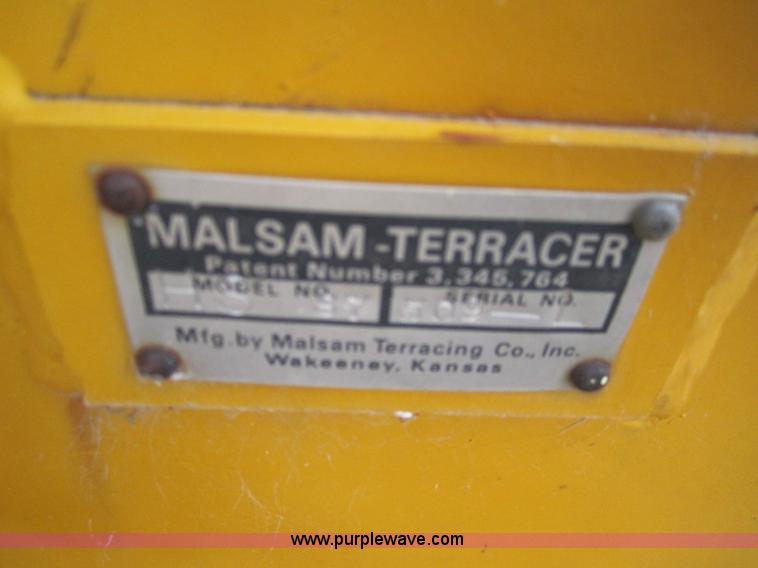 MALSAM-TERRACER
Patent Number 3,345,764
MODEL NO. SERIAL NO.
Mfg. by Malsam Terracing Co., Inc.
Wakeeney, Kansas
www.purplewave.com